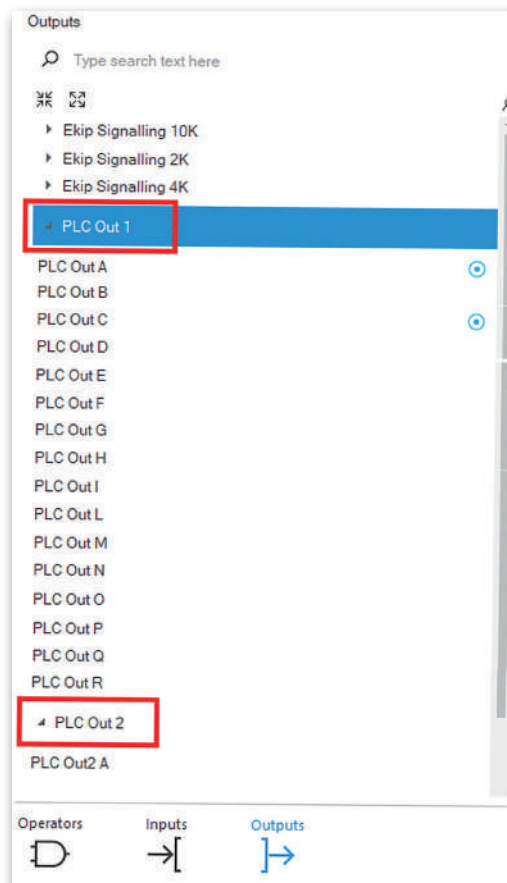 Outputs
Type search text here
Ekip Signalling 10K
Ekip Signalling 2K
Ekip Signalling 4K
PLC Out 1
PLC Out A
PLC Out B
PLC Out C
PLC Out D
PLC Out E
PLC Out F
PLC Out G
PLC Out H
PLC Out I
PLC Out L
PLC Out M
PLC Out N
PLC Out O
PLC Out P
PLC Out Q
PLC Out R
PLC Out 2
PLC Out2 A
Operators Inputs Outputs